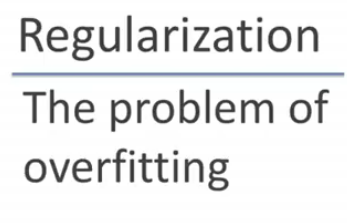 Regularization
The problem of
overfitting